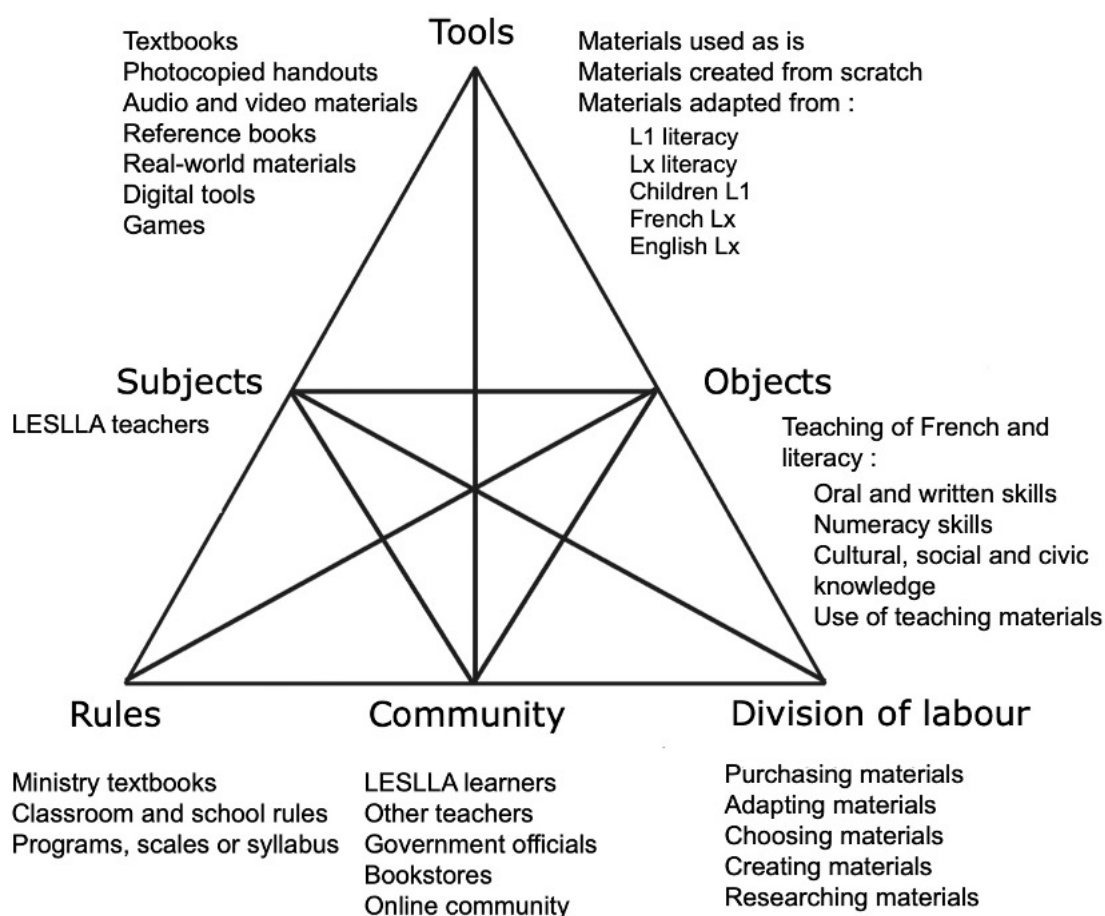 Tools
Textbooks
Photocopied handouts
Audio and video materials
Reference books
Real-world materials
Digital tools
Games
Materials used as is
Materials created from scratch
Materials adapted from :
L1 literacy
Lx literacy
Children L1
French Lx
English Lx
Subjects
LESLLA teachers
Objects
Teaching of French and
literacy :
Oral and written skills
Numeracy skills
Cultural, social and civic
knowledge
Use of teaching materials
Rules
Ministry textbooks
Classroom and school rules
Programs, scales or syllabus
Community
LESLLA learners
Other teachers
Government officials
Bookstores
Online community
Division of labour
Purchasing materials
Adapting materials
Choosing materials
Creating materials
Researching materials